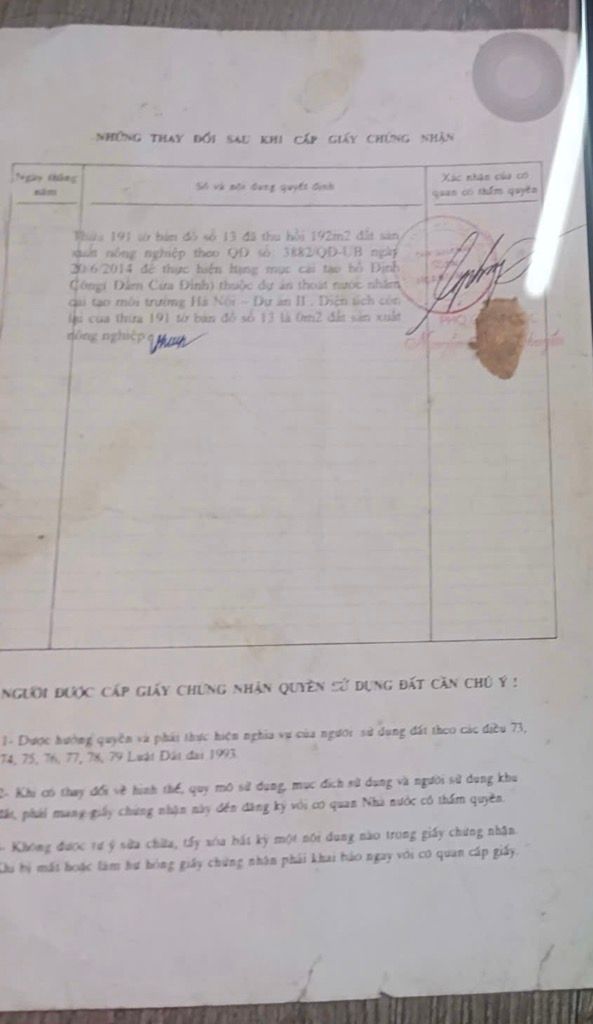 NHỮNG THAY ĐỔI SAU KHI CẤP GIẤY CHỨNG NHẬN
Ngày tháng năm
Số và nội dung quyết định
Xác nhận của cơ quan có thẩm quyền
Thửa 191 tờ bản đồ số 13 đã thu hồi 192m2 đất sản
xuất nông nghiệp theo QĐ số: 3882/QĐ-UB ngày
20/6/2014 để thực hiện hạng mục cải tạo hồ Định
Công( Đầm Cửa Đình) thuộc dự án thoát nước nhằm
cải tạo môi trường Hà Nội – Dự án II . Diện tích còn
lại của thửa 191 tờ bản đồ số 13 là 0m2 đất sản xuất
nông nghiệp
PHÓ
NGƯỜI ĐƯỢC CẤP GIẤY CHỨNG NHẬN QUYỀN SỬ DỤNG ĐẤT CẦN CHÚ Ý !
1- Được hưởng quyền và phải thực hiện nghĩa vụ của người sử dụng đất theo các điều 73,
74, 75, 76, 77, 78, 79 Luật Đất đai 1993.
2- Khi có thay đổi về hình thể, quy mô sử dụng, mục đích sử dụng và người sử dụng khu
đất, phải mang giấy chứng nhận này đến đăng ký với cơ quan Nhà nước có thẩm quyền.
- Không được tự ý sửa chữa, tẩy xóa bất kỳ một nội dung nào trong giấy chứng nhận.
Khi bị mất hoặc làm hư hỏng giấy chứng nhận phải khai báo ngay với cơ quan cấp giấy.